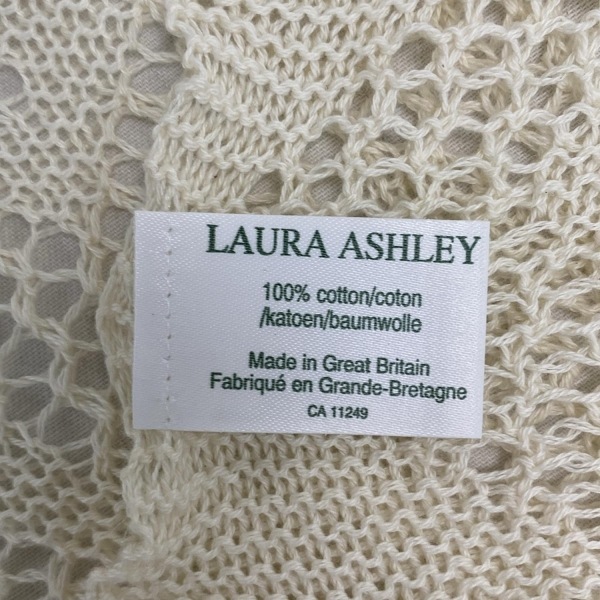 LAURA ASHLEY
100% cotton/coton
/katoen/baumwolle
Made in Great Britain
Fabriqué en Grande-Bretagne
CA 11249